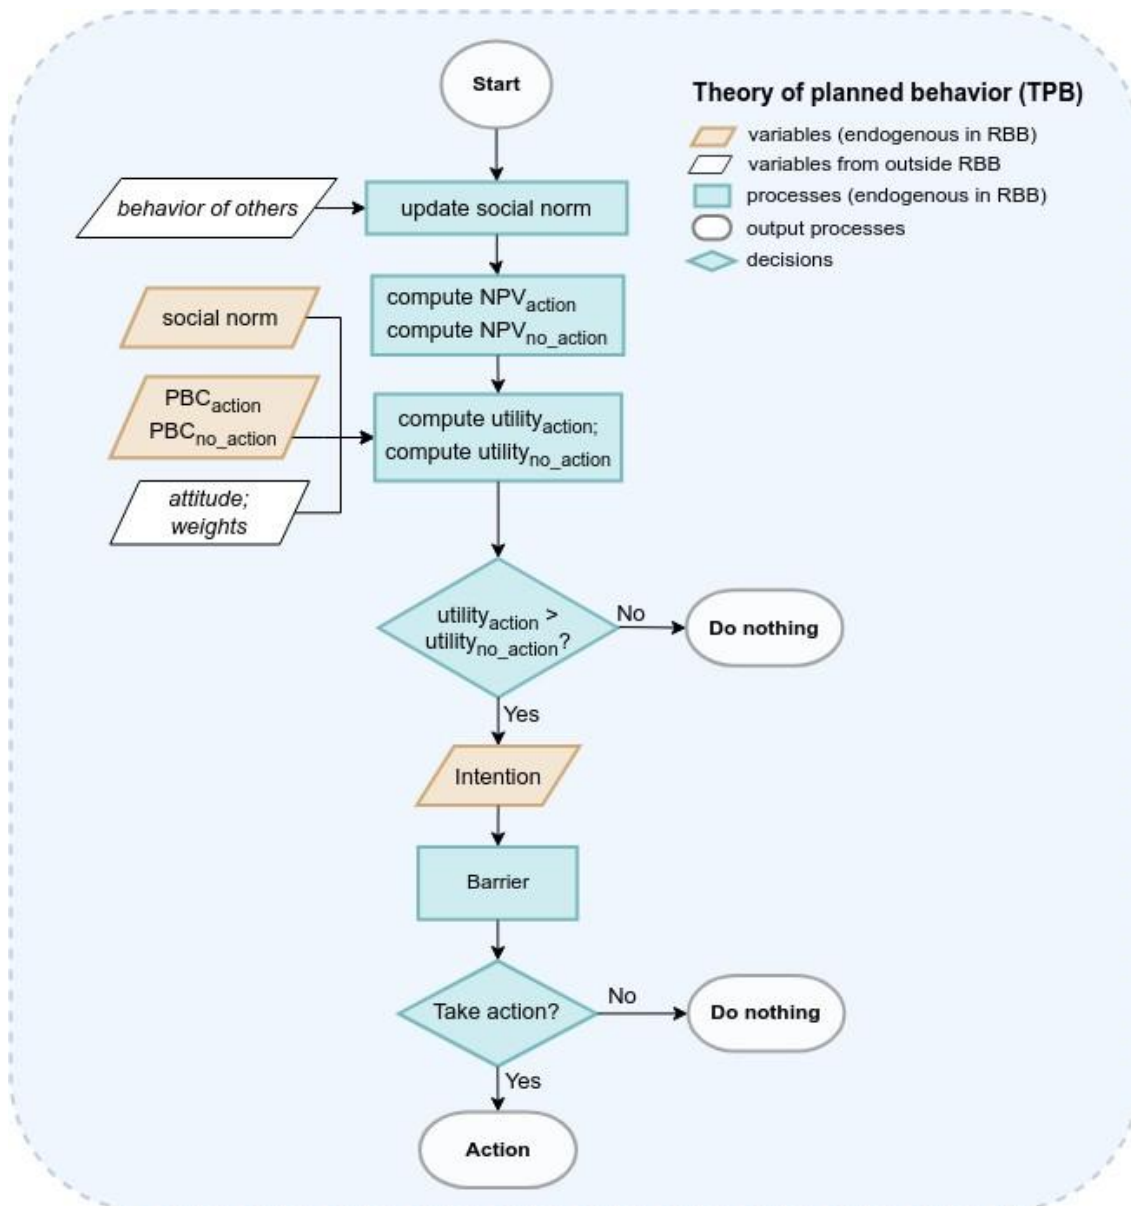 Start
Theory of planned behavior (TPB)
variables (endogenous in RBB)
variables from outside RBB
processes (endogenous in RBB)
output processes
decisions
behavior of others
update social norm
social norm
compute NPVaction
compute NPVno_action
PBCaction
PBCno_action
compute utilityaction;
compute utilityno_action
attitude;
weights
utilityaction >
utilityno_action?
No
Do nothing
Yes
Intention
Barrier
Take action?
No
Do nothing
Yes
Action